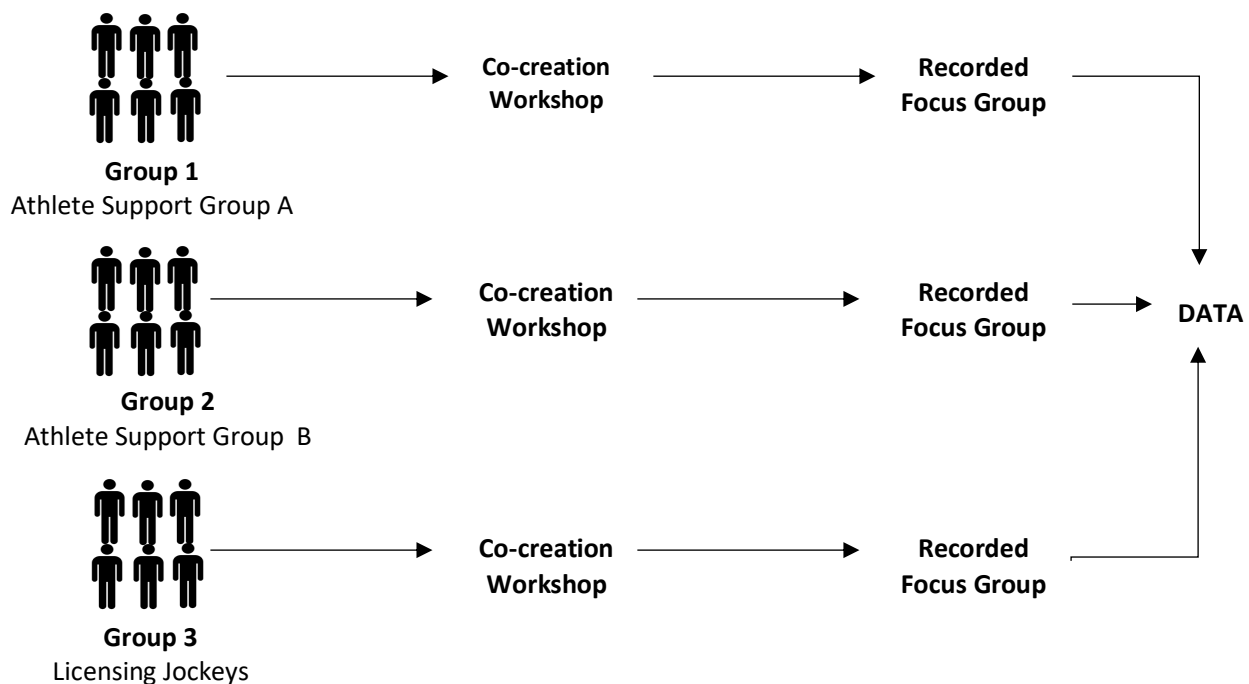 Co-creation
Workshop
Recorded
Focus Group
Group 1
Athlete Support Group A
Co-creation
Workshop
Recorded
Focus Group
DATA
Group 2
Athlete Support Group  B
Co-creation
Workshop
Recorded
Focus Group
Group 3
Licensing Jockeys